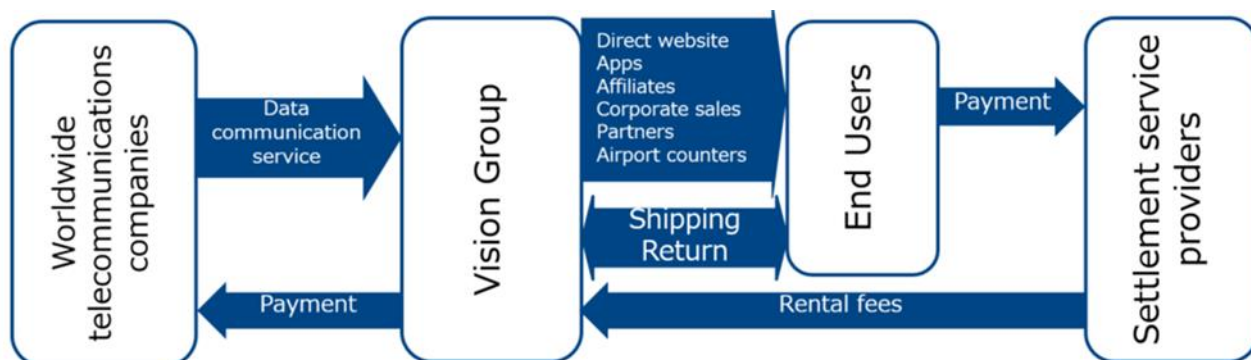 Worldwide
telecommunications
companies
Data
communication
service
Payment
Vision Group
Direct website
Apps
Affiliates
Corporate sales
Partners
Airport counters
Shipping
Return
End Users
Payment
Rental fees
Settlement service
providers